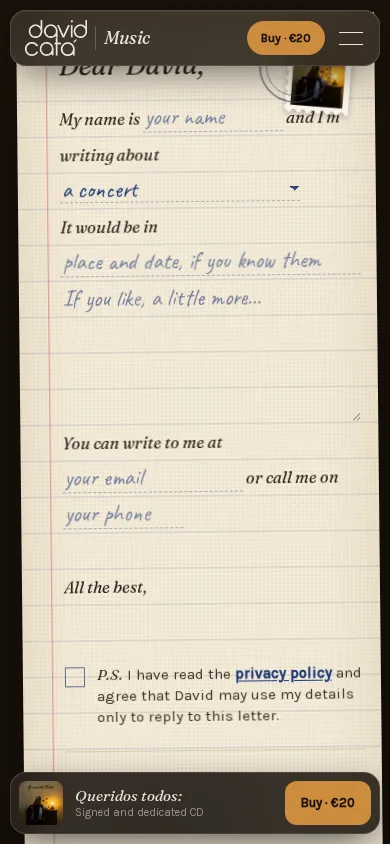 david
catá
Music
Buy · €20
Dear David,
My name is your name and I'm
writing about
a concert
It would be in
place and date, if you know them
If you like, a little more...
You can write to me at
your email or call me on
your phone
All the best,
P.S. I have read the privacy policy and
agree that David may use my details
only to reply to this letter.
Queridos todos:
Signed and dedicated CD
Buy · €20